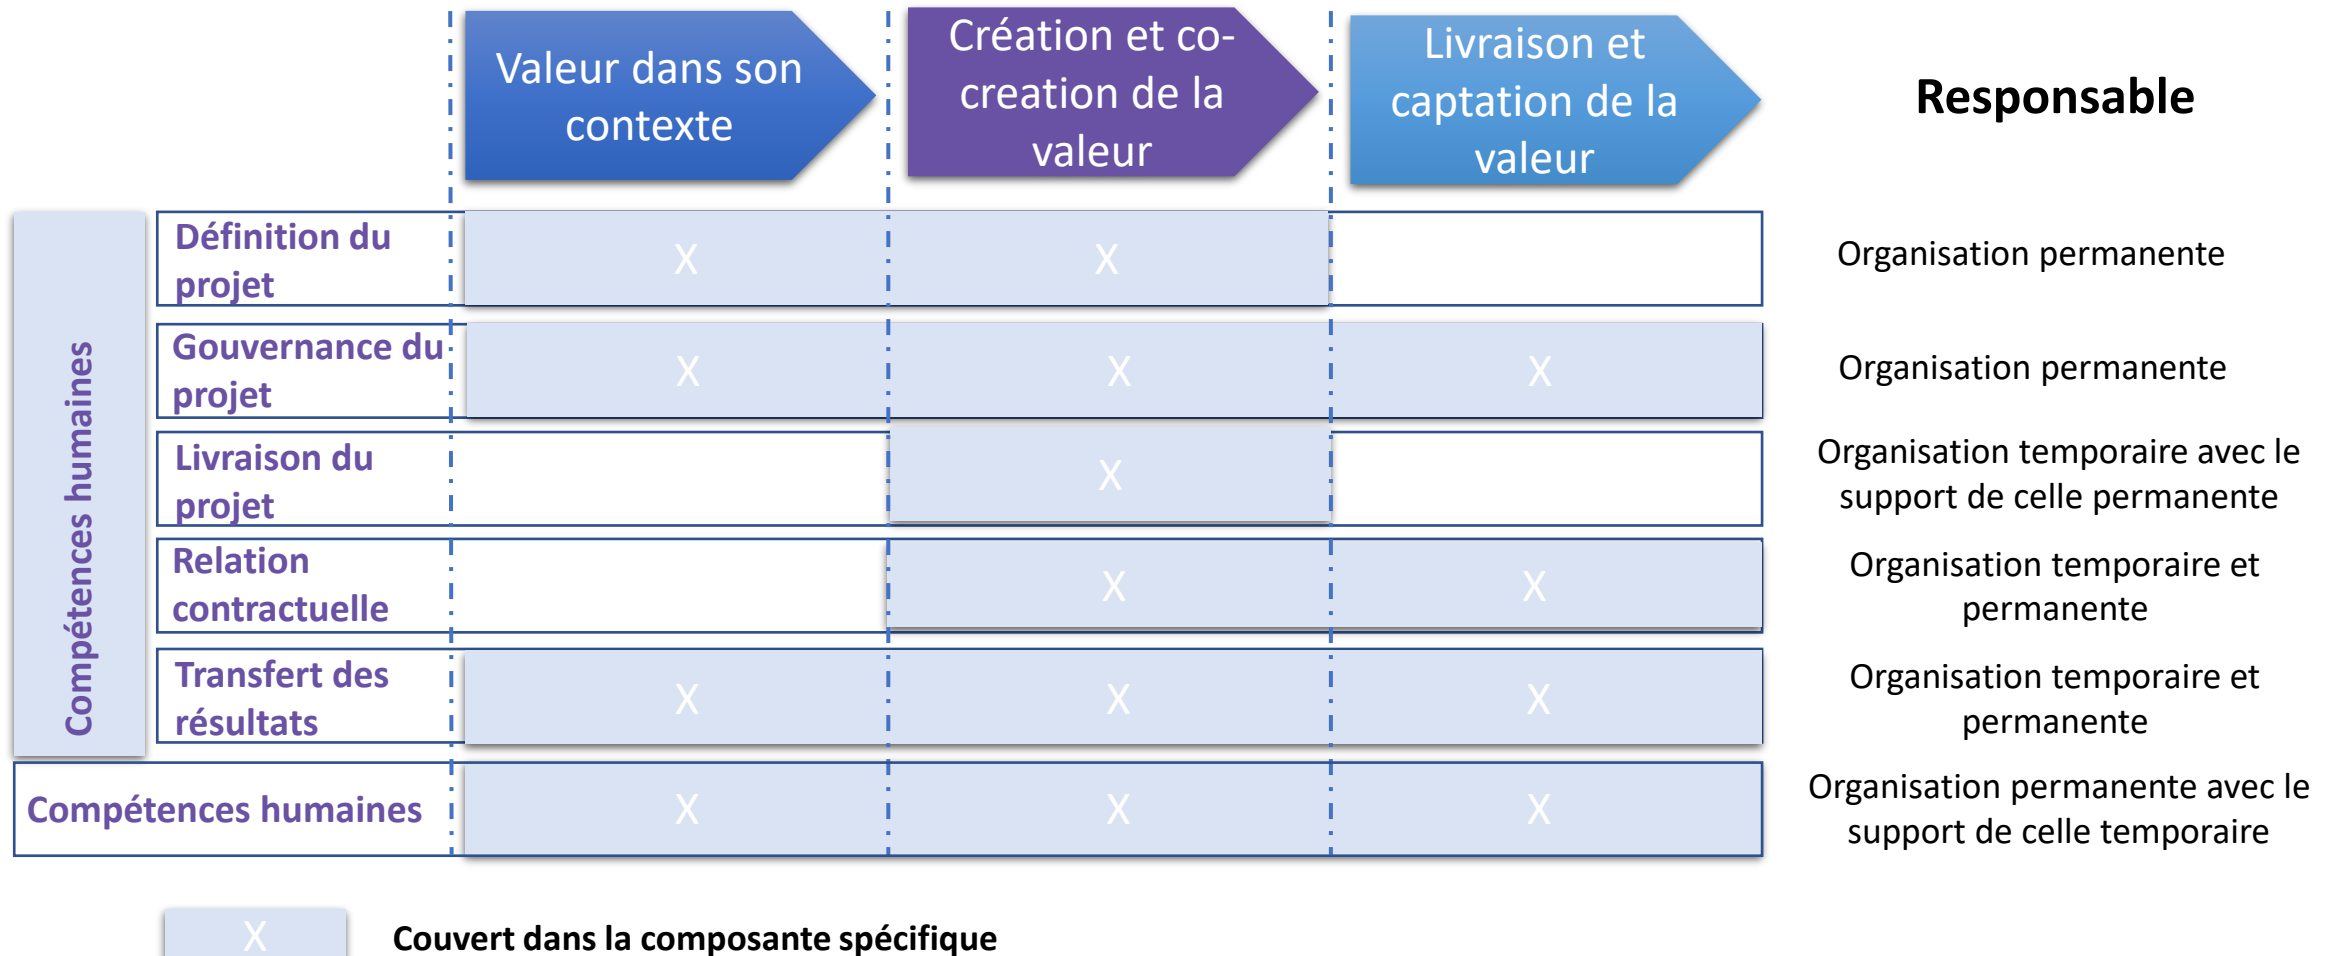 Valeur dans son
contexte
Création et co-
creation de la
valeur
Livraison et
captation de la
valeur
Responsable
Compétences humaines
Définition du
projet
X
X
Organisation permanente
Gouvernance du
projet
X
X
X
Organisation permanente
Livraison du
projet
X
Organisation temporaire avec le
support de celle permanente
Relation
contractuelle
X
X
Organisation temporaire et
permanente
Transfert des
résultats
X
X
X
Organisation temporaire et
permanente
Compétences humaines
X
X
X
Organisation permanente avec le
support de celle temporaire
X
Couvert dans la composante spécifique